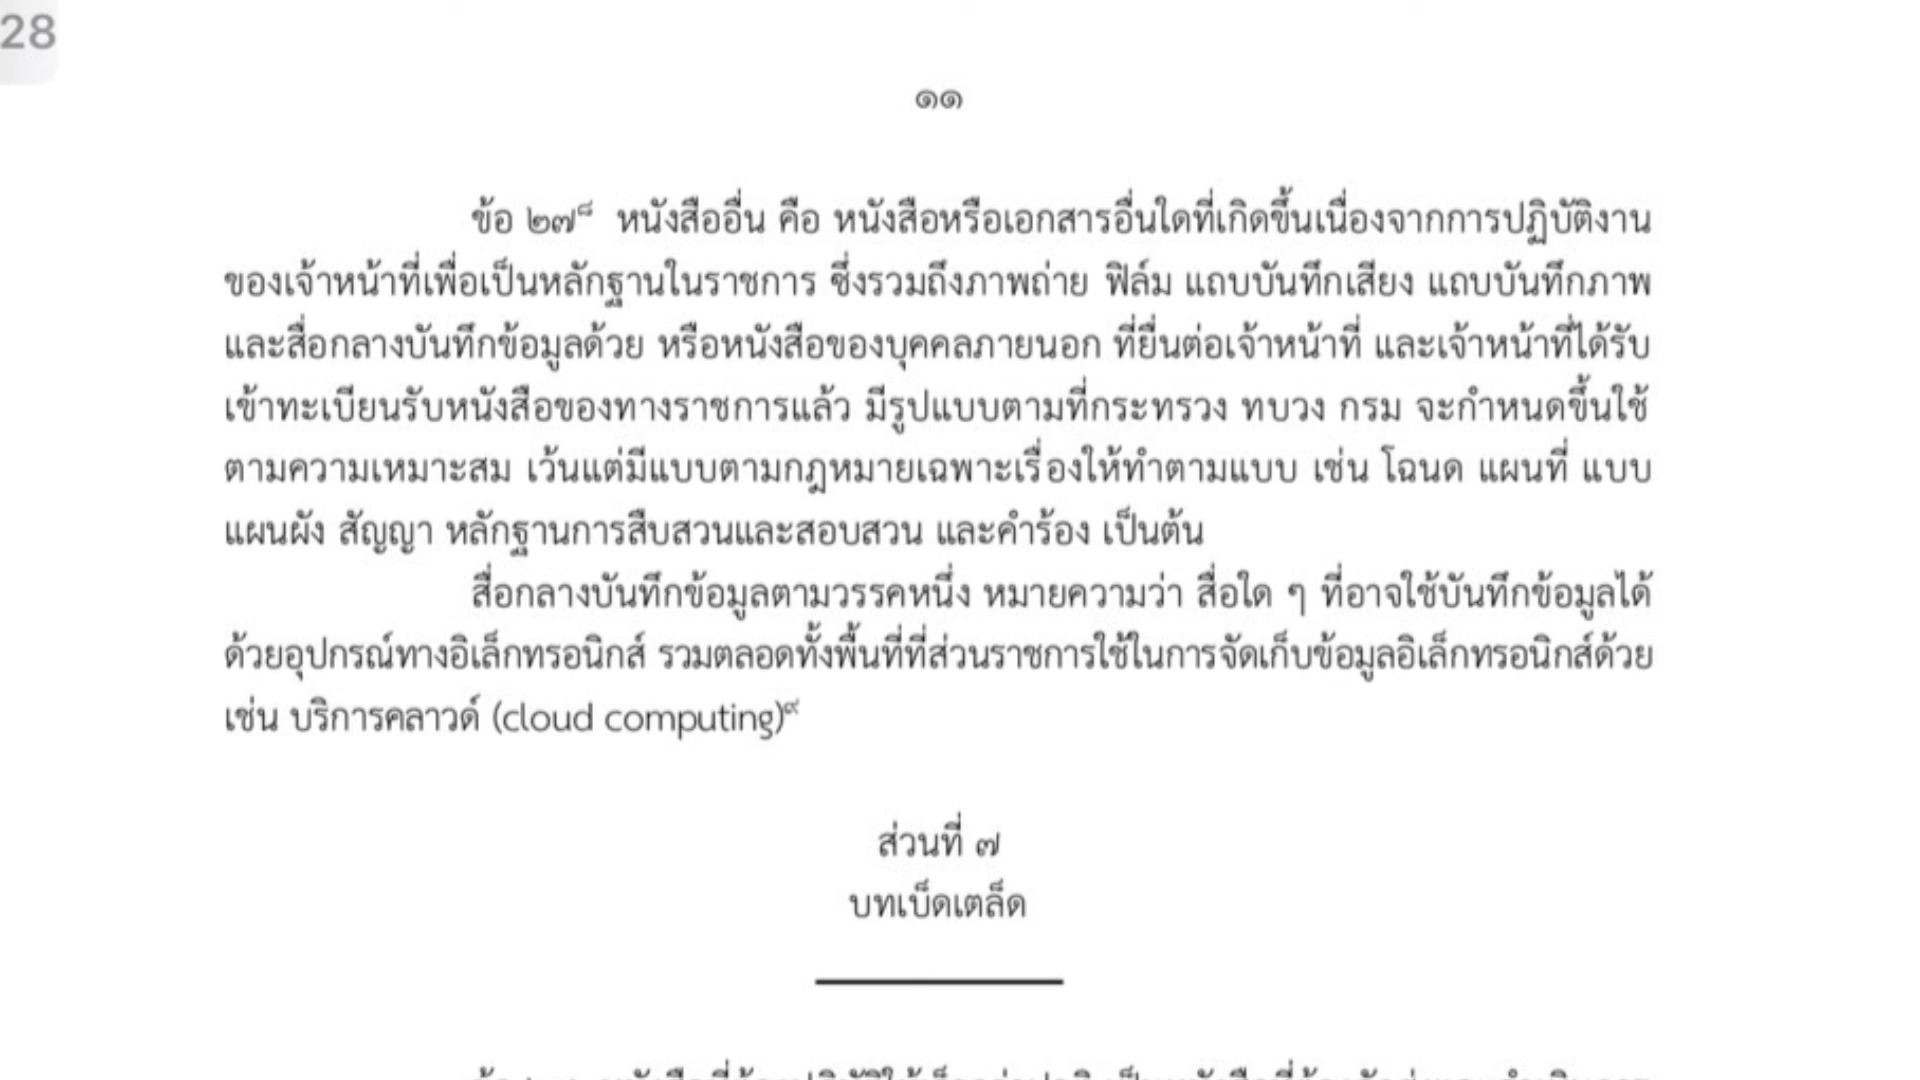 28
๑๑
ข้อ ๒๗๘ หนังสืออื่น คือ หนังสือหรือเอกสารอื่นใดที่เกิดขึ้นเนื่องจากการปฏิบัติงาน
ของเจ้าหน้าที่เพื่อเป็นหลักฐานในราชการ ซึ่งรวมถึงภาพถ่าย ฟิล์ม แถบบันทึกเสียง แถบบันทึกภาพ
และสื่อกลางบันทึกข้อมูลด้วย หรือหนังสือของบุคคลภายนอก ที่ยื่นต่อเจ้าหน้าที่ และเจ้าหน้าที่ได้รับ
เข้าทะเบียนรับหนังสือของทางราชการแล้ว มีรูปแบบตามที่กระทรวง ทบวง กรม จะกำหนดขึ้นใช้
ตามความเหมาะสม เว้นแต่มีแบบตามกฎหมายเฉพาะเรื่องให้ทำตามแบบ เช่น โฉนด แผนที่ แบบ
แผนผัง สัญญา หลักฐานการสืบสวนและสอบสวน และคำร้อง เป็นต้น
สื่อกลางบันทึกข้อมูลตามวรรคหนึ่ง หมายความว่า สื่อใด ๆ ที่อาจใช้บันทึกข้อมูลได้
ด้วยอุปกรณ์ทางอิเล็กทรอนิกส์ รวมตลอดทั้งพื้นที่ที่ส่วนราชการใช้ในการจัดเก็บข้อมูลอิเล็กทรอนิกส์ด้วย
เช่น บริการคลาวด์ (cloud computing)๙
ส่วนที่ ๗
บทเบ็ดเตล็ด